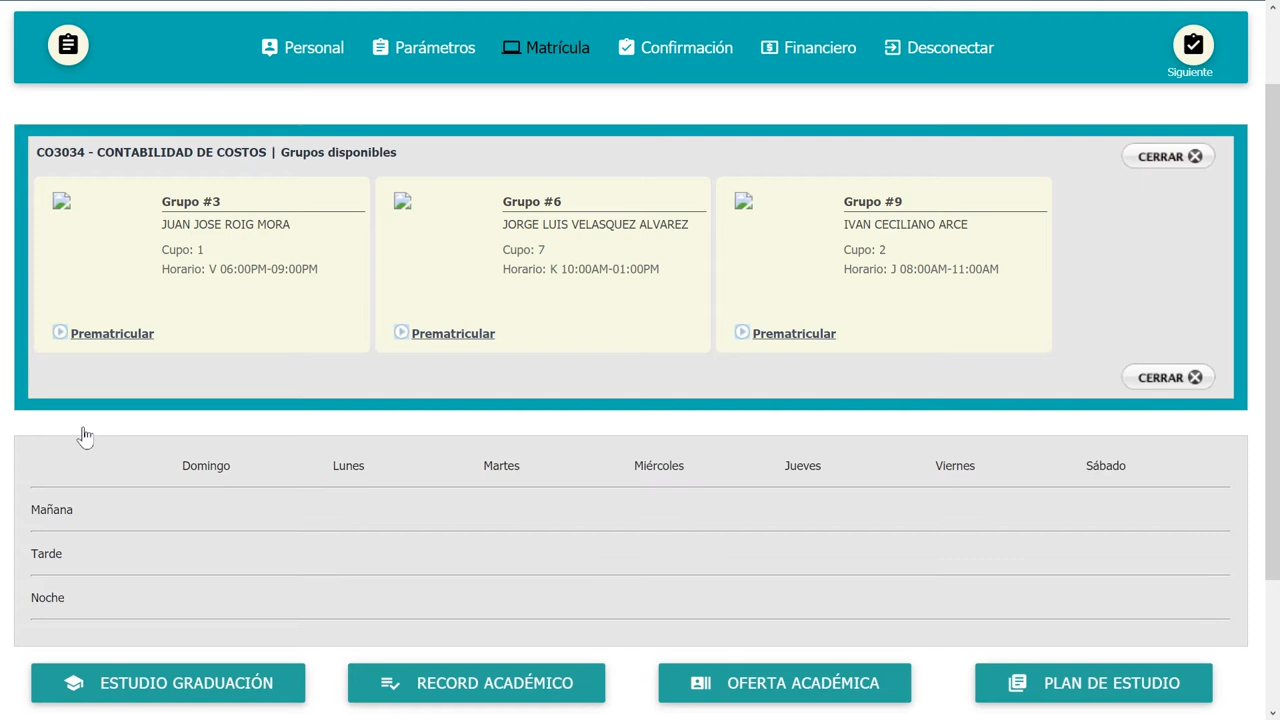 Personal
Parámetros
Matrícula
Confirmación
Financiero
Desconectar
Siguiente
CO3034 - CONTABILIDAD DE COSTOS | Grupos disponibles
CERRAR
Grupo #3
JUAN JOSE ROIG MORA
Cupo: 1
Horario: V 06:00PM-09:00PM
Prematricular
Grupo #6
JORGE LUIS VELASQUEZ ALVAREZ
Cupo: 7
Horario: K 10:00AM-01:00PM
Prematricular
Grupo #9
IVAN CECILIANO ARCE
Cupo: 2
Horario: J 08:00AM-11:00AM
Prematricular
CERRAR
Domingo Lunes Martes Miércoles Jueves Viernes Sábado
Mañana
Tarde
Noche
ESTUDIO GRADUACIÓN
RECORD ACADÉMICO
OFERTA ACADÉMICA
PLAN DE ESTUDIO